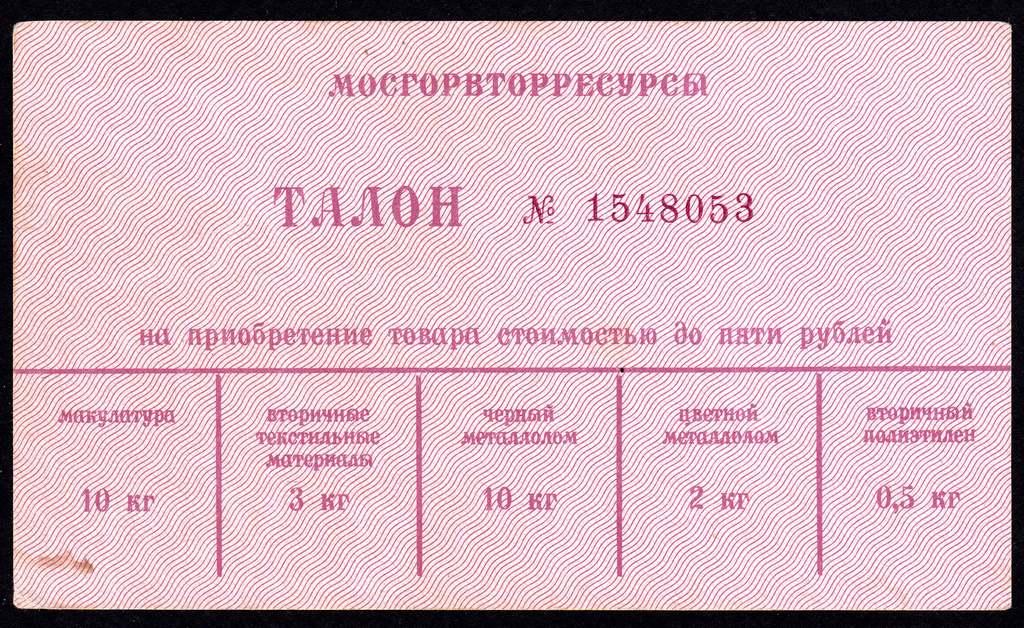 МОСГОРВТОРРЕСУРСЫ
ТАЛОН № 1548053
на приобретение товара стоимостью до пяти рублей
макулатура
10 кг
вторичные
текстильные
материалы
3 кг
черный
металлолом
10 кг
цветной
металлолом
2 кг
вторичный
полиэтилен
0,5 кг